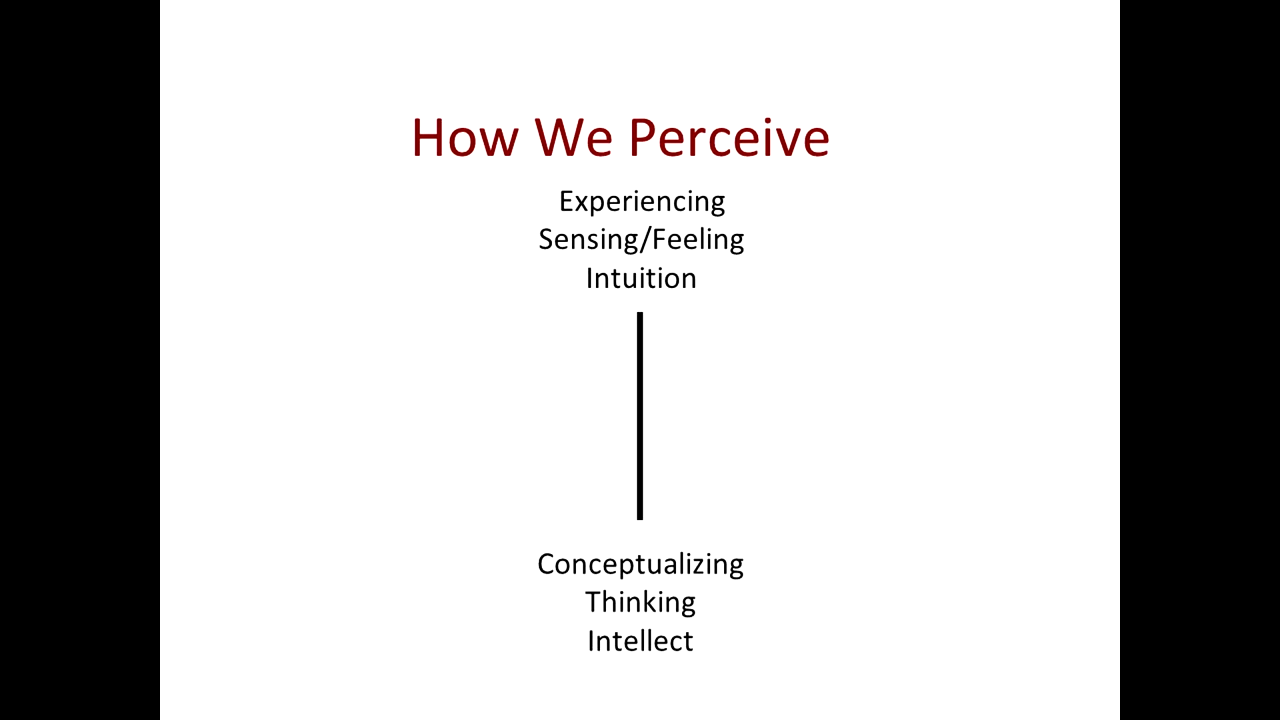 How We Perceive
Experiencing
Sensing/Feeling
Intuition
Conceptualizing
Thinking
Intellect